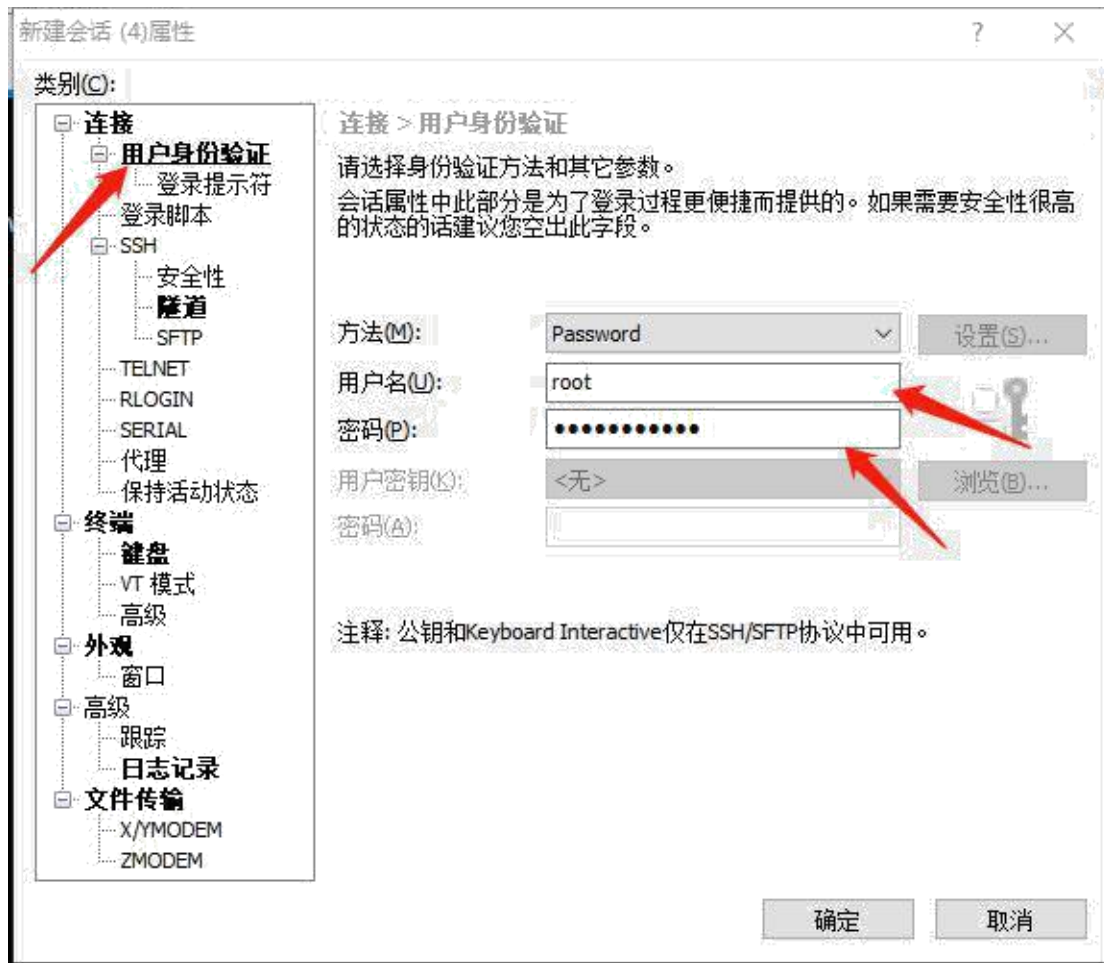 新建会话 (4)属性
? ×
类别(C):
连接
用户身份验证
登录提示符
登录脚本
SSH
安全性
隧道
SFTP
TELNET
RLOGIN
SERIAL
代理
保持活动状态
终端
键盘
VT 模式
高级
外观
窗口
高级
跟踪
日志记录
文件传输
X/YMODEM
ZMODEM
连接 > 用户身份验证
请选择身份验证方法和其它参数。
会话属性中此部分是为了登录过程更便捷而提供的。如果需要安全性很高
的状态的话建议您空出此字段。
方法(M): Password 设置(S)...
用户名(U): root
密码(P): ●●●●●●●●●●●
用户密钥(K): <无> 浏览(B)...
密码(A):
注释: 公钥和Keyboard Interactive仅在SSH/SFTP协议中可用。
确定 取消